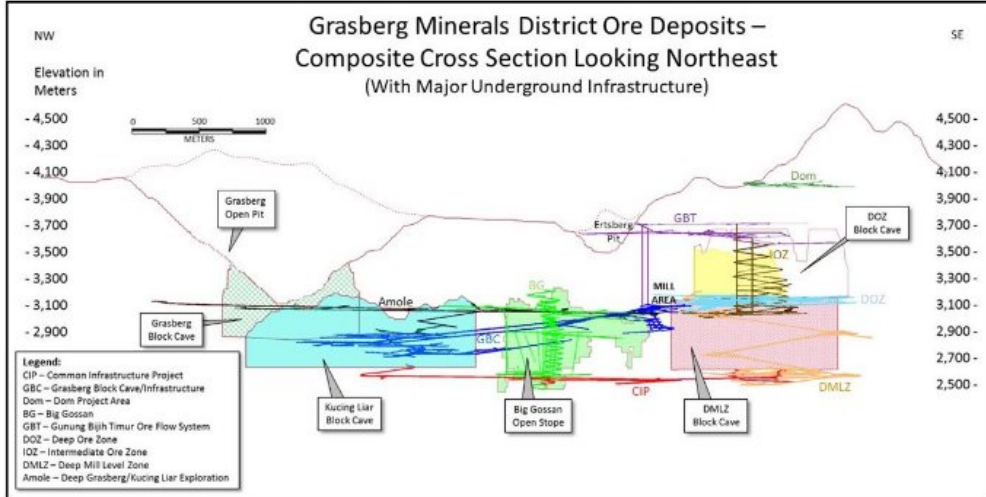 Grasberg Minerals District Ore Deposits –
Composite Cross Section Looking Northeast
(With Major Underground Infrastructure)
NW
SE
Elevation in
Meters
0 500 1000
METERS
- 4,500
- 4,300
- 4,100
- 3,900
- 3,700
- 3,500
- 3,300
- 3,100
- 2,900
- 2,700
- 2,500
4,500 -
4,300 -
4,100 -
3,900 -
3,700 -
3,500 -
3,300 -
3,100 -
2,900 -
2,700 -
2,500 -
Dom
Grasberg
Open Pit
Ertsberg
Pit
GBT
DOZ
Block Cave
IOZ
BG
MILL
AREA
DOZ
Amole
Grasberg
Block Cave
GBC
Kucing Liar
Block Cave
Big Gossan
Open Stope
CIP
DMLZ
Block Cave
DMLZ
Legend:
CIP – Common Infrastructure Project
GBC – Grasberg Block Cave/Infrastructure
Dom – Dom Project Area
BG – Big Gossan
GBT – Gunung Bijih Timur Ore Flow System
DOZ – Deep Ore Zone
IOZ – Intermediate Ore Zone
DMLZ – Deep Mill Level Zone
Amole – Deep Grasberg/Kucing Liar Exploration